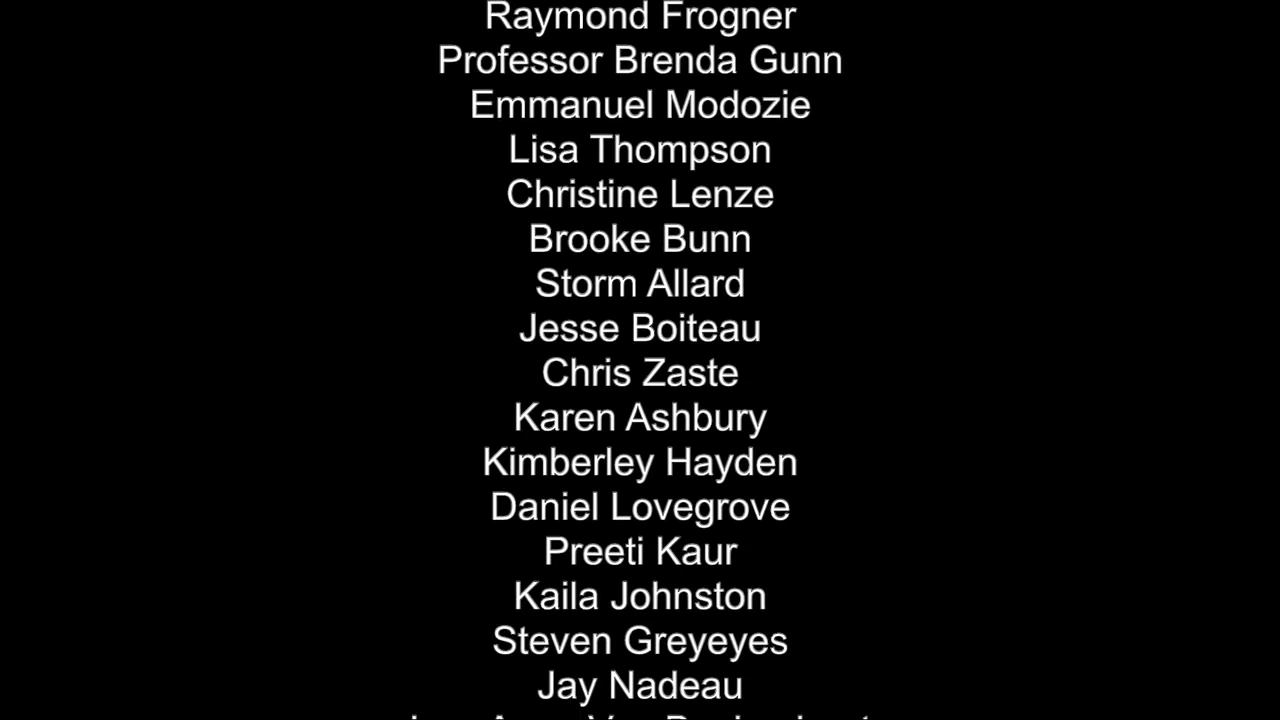 Raymond Frogner
Professor Brenda Gunn
Emmanuel Modozie
Lisa Thompson
Christine Lenze
Brooke Bunn
Storm Allard
Jesse Boiteau
Chris Zaste
Karen Ashbury
Kimberley Hayden
Daniel Lovegrove
Preeti Kaur
Kaila Johnston
Steven Greyeyes
Jay Nadeau